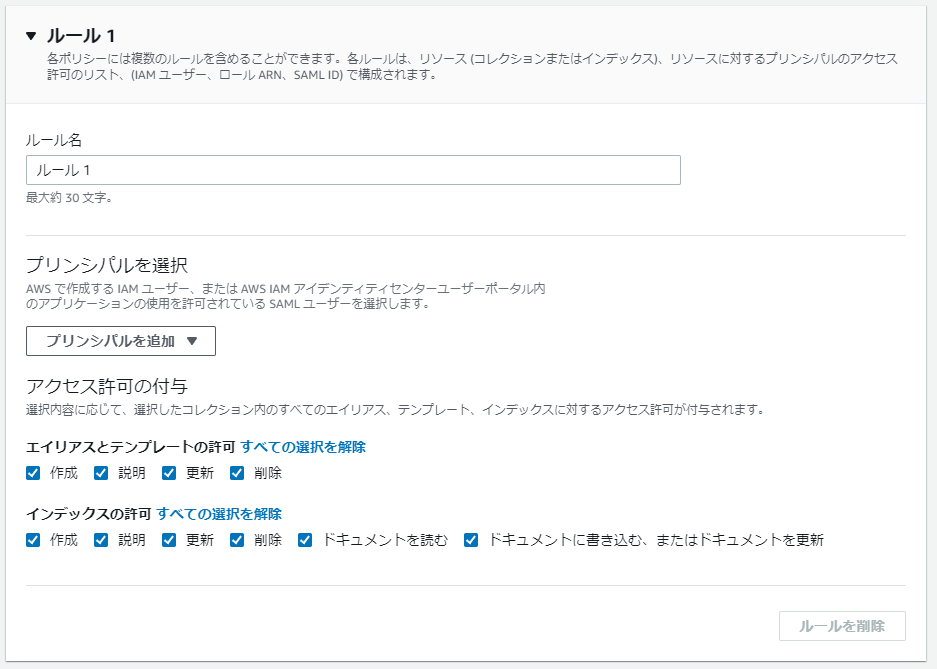 ▼ ルール 1
各ポリシーには複数のルールを含めることができます。各ルールは、リソース (コレクションまたはインデックス)、リソースに対するプリンシパルのアクセス
許可のリスト、(IAM ユーザー、ロール ARN、SAML ID) で構成されます。
ルール名
ルール 1
最大約 30 文字。
プリンシパルを選択
AWS で作成する IAM ユーザー、または AWS IAM アイデンティティセンターユーザーポータル内
のアプリケーションの使用を許可されている SAML ユーザーを選択します。
プリンシパルを追加 ▼
アクセス許可の付与
選択内容に応じて、選択したコレクション内のすべてのエイリアス、テンプレート、インデックスに対するアクセス許可が付与されます。
エイリアスとテンプレートの許可 すべての選択を解除
作成 説明 更新 削除
インデックスの許可 すべての選択を解除
作成 説明 更新 削除 ドキュメントを読む ドキュメントに書き込む、またはドキュメントを更新
ルールを削除